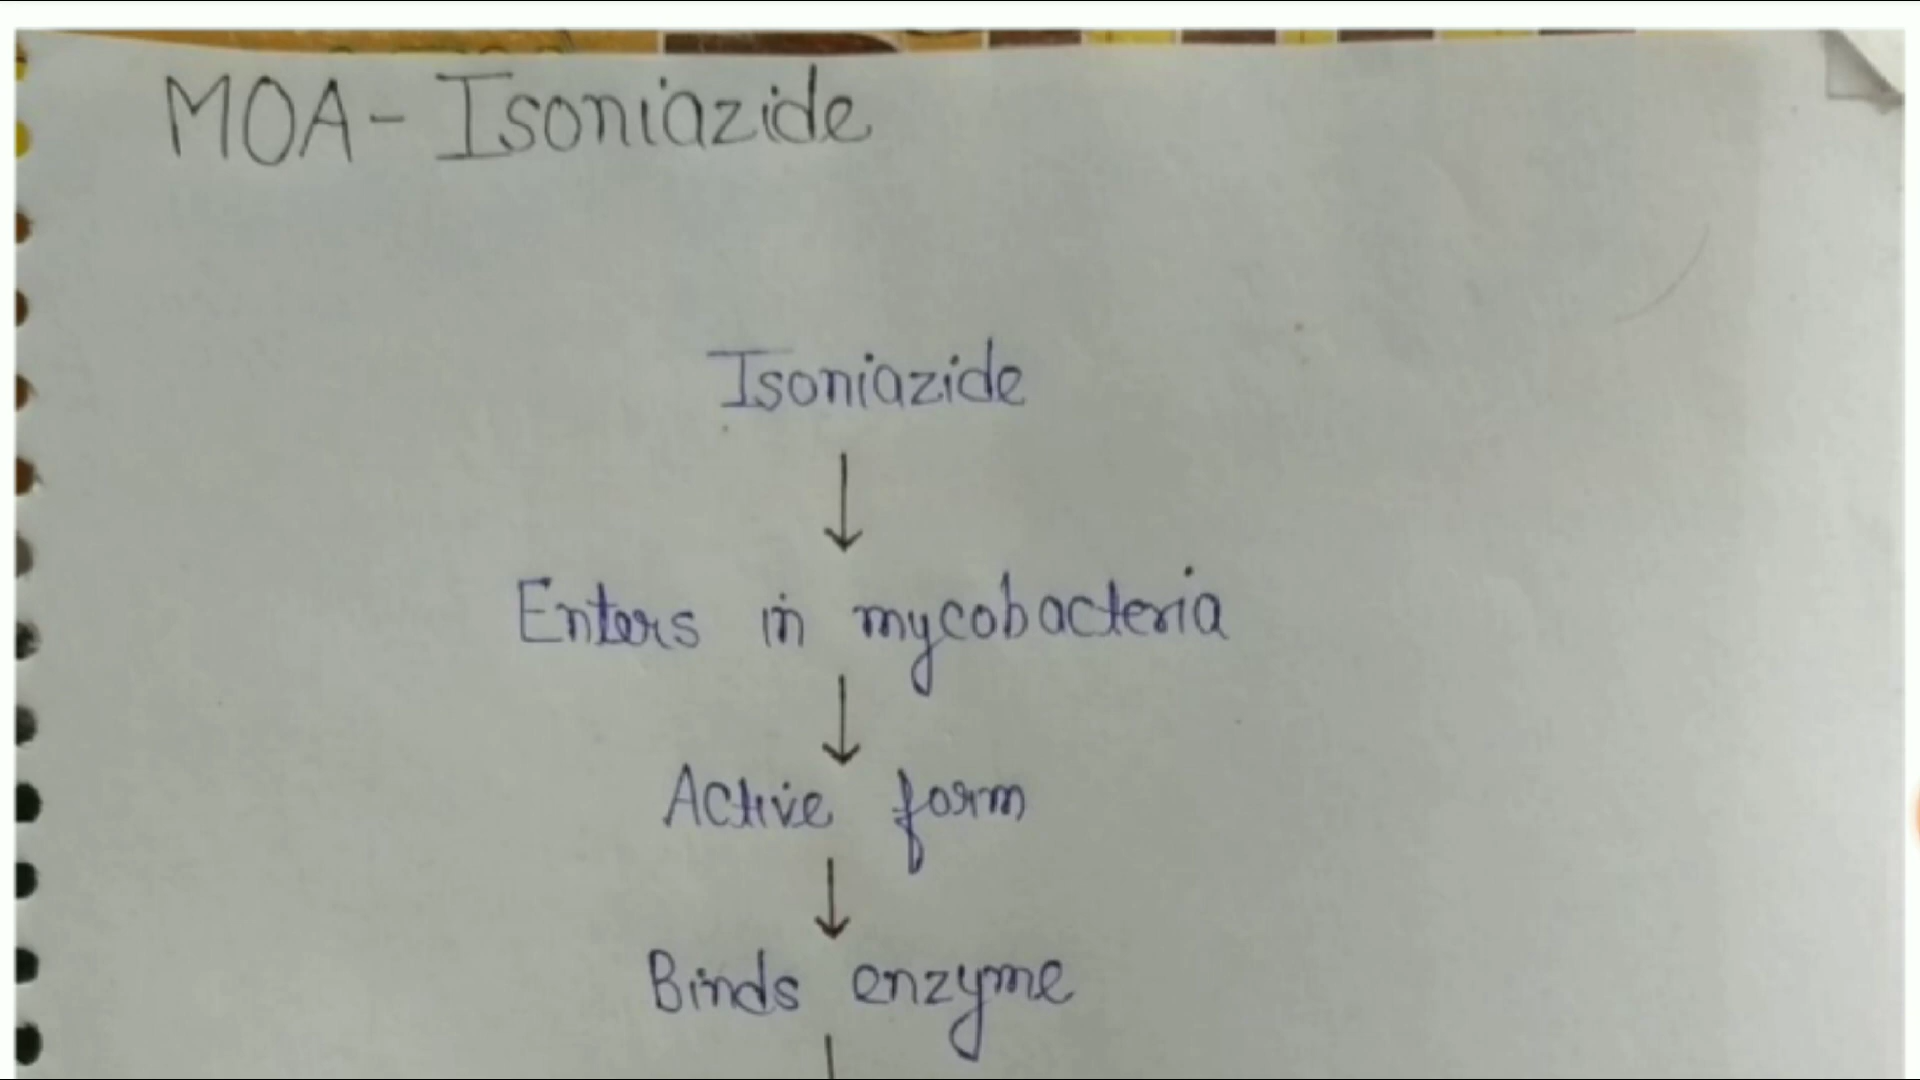 MOA - Isoniazide
Isoniazide
↓
Enters in mycobacteria
↓
Active form
↓
Binds enzyme